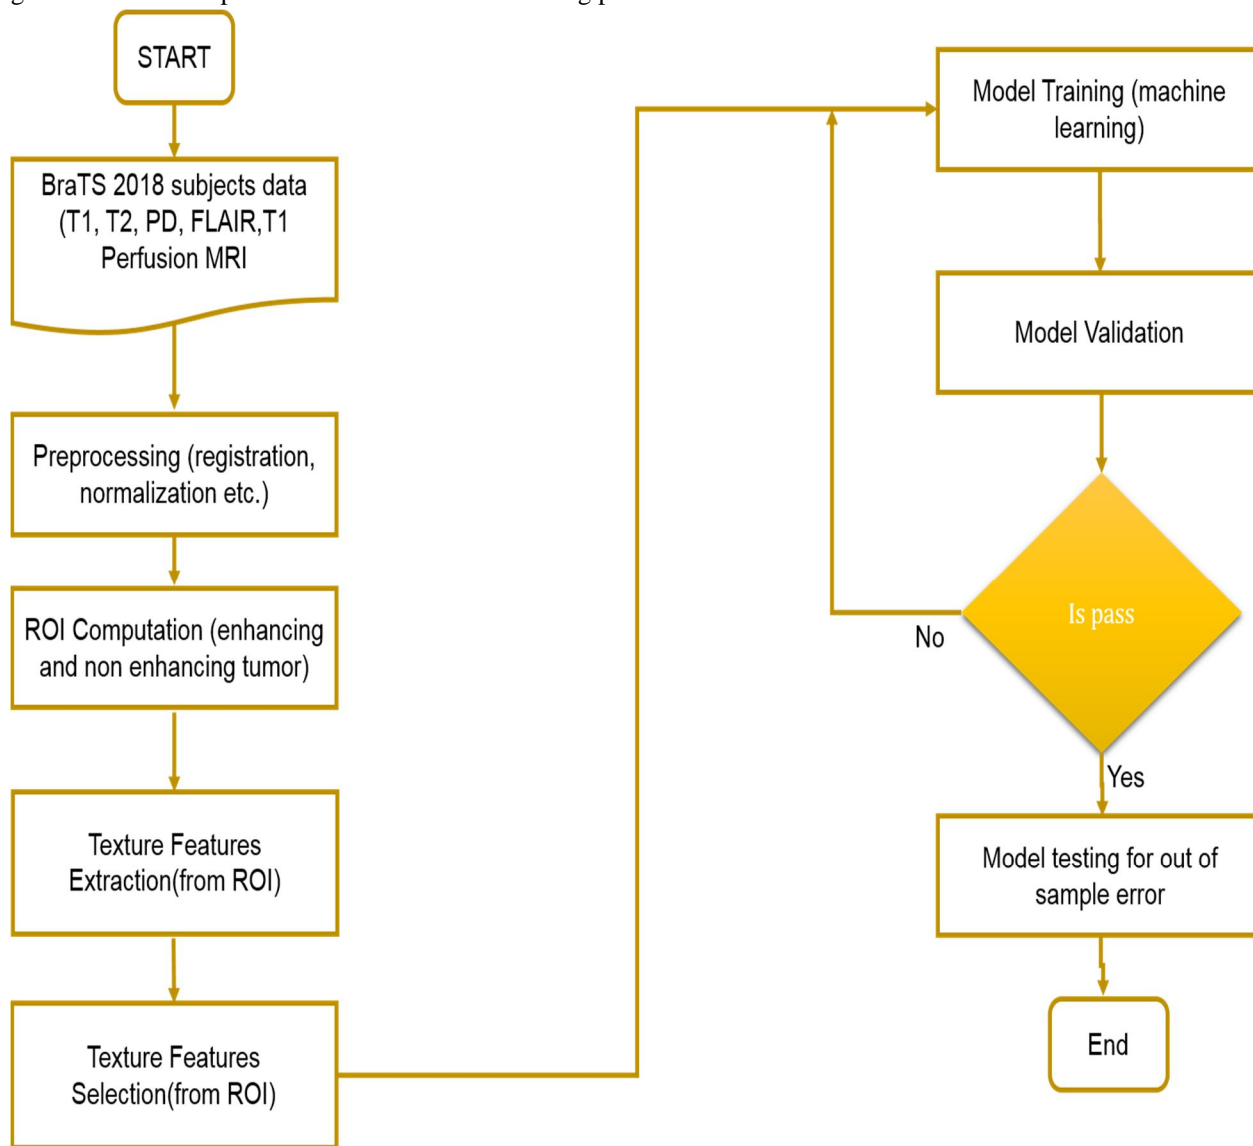 START
BraTS 2018 subjects data
(T1, T2, PD, FLAIR,T1
Perfusion MRI
Preprocessing (registration,
normalization etc.)
ROI Computation (enhancing
and non enhancing tumor)
Texture Features
Extraction(from ROI)
Texture Features
Selection(from ROI)
Model Training (machine
learning)
Model Validation
Is pass
No
Yes
Model testing for out of
sample error
End